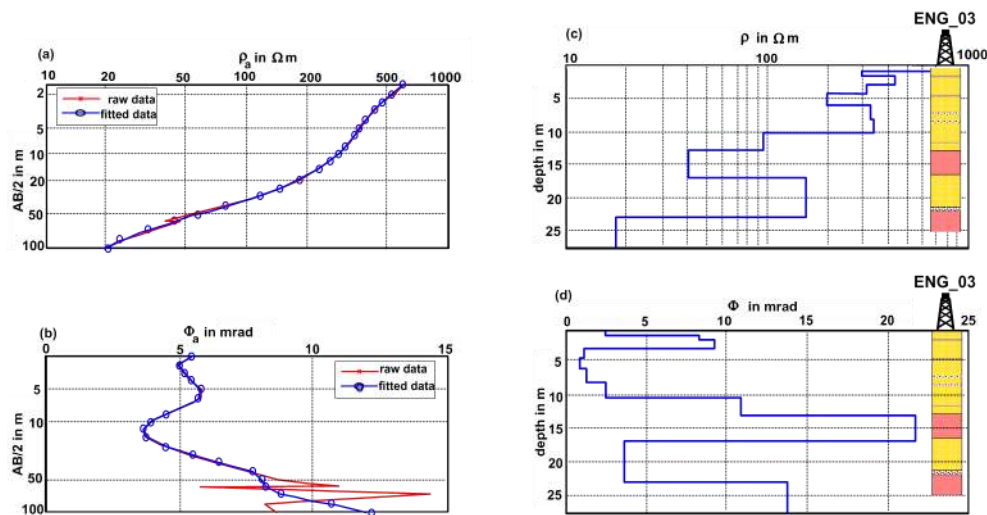 (a)
ρa in Ω m
10 20 50 100 200 500 1000
2
5
10
20
50
100
AB/2 in m
raw data
fitted data
(b)
Φa in mrad
0 5 10 15
5
10
50
100
AB/2 in m
raw data
fitted data
(c)
ρ in Ω m
ENG_03
10 100 1000
5
10
15
20
25
depth in m
(d)
Φ in mrad
ENG_03
0 5 10 15 20 25
5
10
15
20
25
depth in m